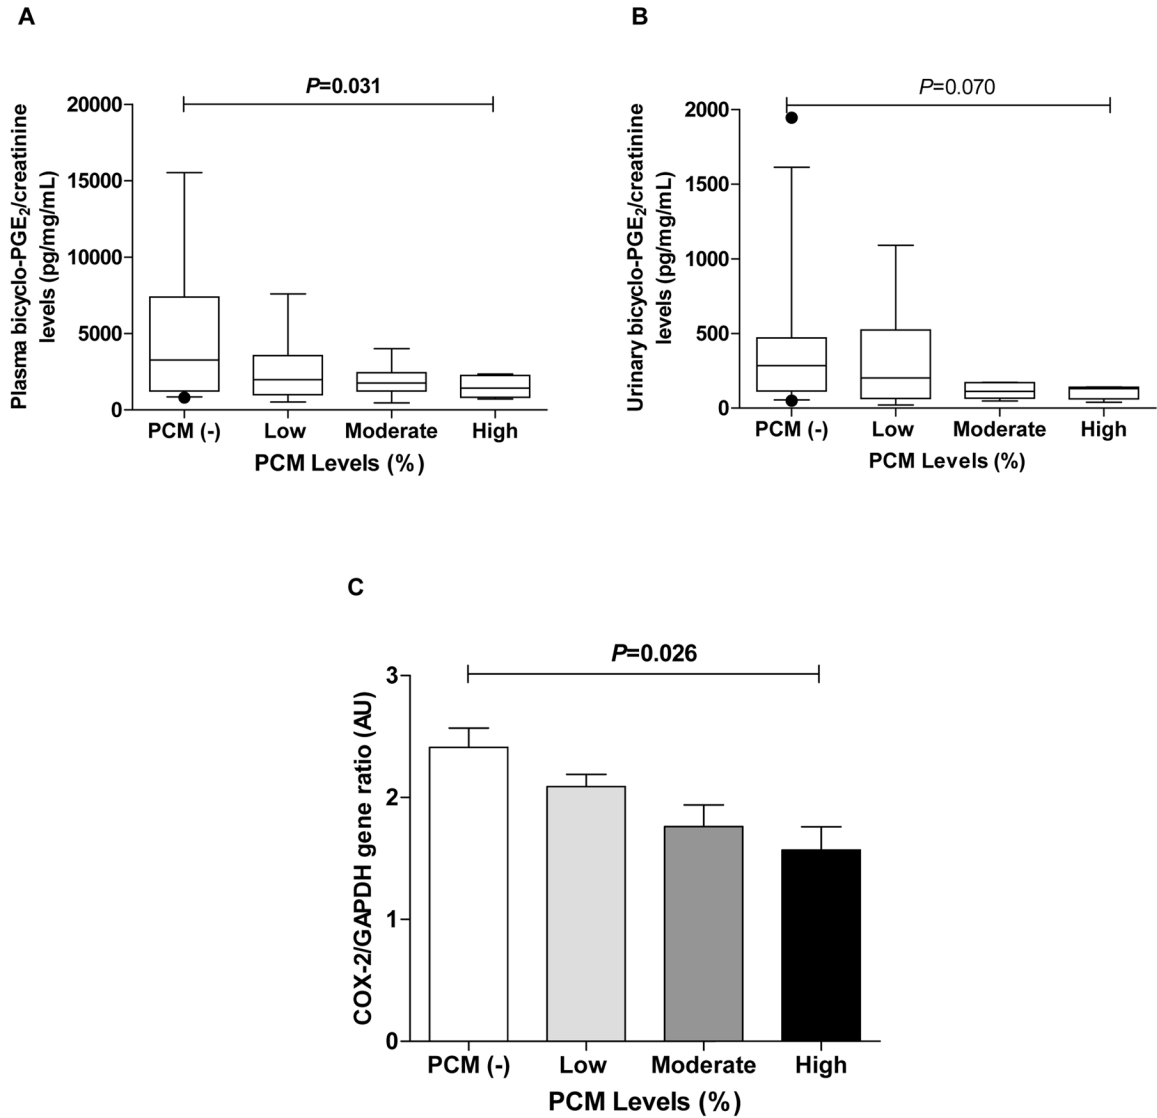 A
P=0.031
Plasma bicyclo-PGE2/creatinine
levels (pg/mg/mL)
20000
15000
10000
5000
0
PCM (-) Low Moderate High
PCM Levels (%)
B
P=0.070
Urinary bicyclo-PGE2/creatinine
levels (pg/mg/mL)
2000
1500
1000
500
0
PCM (-) Low Moderate High
PCM Levels (%)
C
P=0.026
COX-2/GAPDH gene ratio (AU)
3
2
1
0
PCM (-) Low Moderate High
PCM Levels (%)